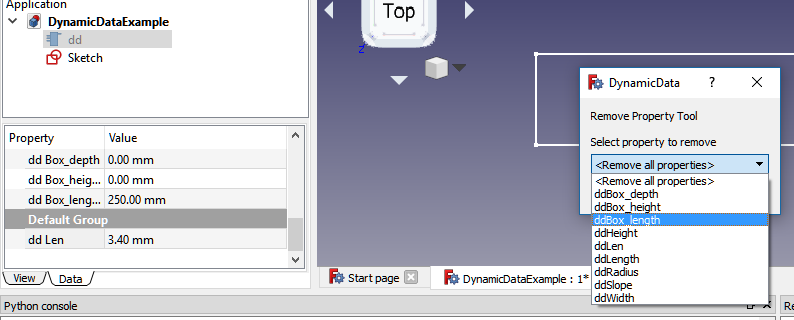 Application
DynamicDataExample
dd
Sketch
Property Value
dd Box_depth 0.00 mm
dd Box_heig... 0.00 mm
dd Box_leng... 250.00 mm
Default Group
dd Len 3.40 mm
View Data
Python console
Top
z
Start page
DynamicDataExample : 1*
DynamicData ?
Remove Property Tool
Select property to remove
<Remove all properties>
<Remove all properties>
ddBox_depth
ddBox_height
ddBox_length
ddHeight
ddLen
ddLength
ddRadius
ddSlope
ddWidth
Re